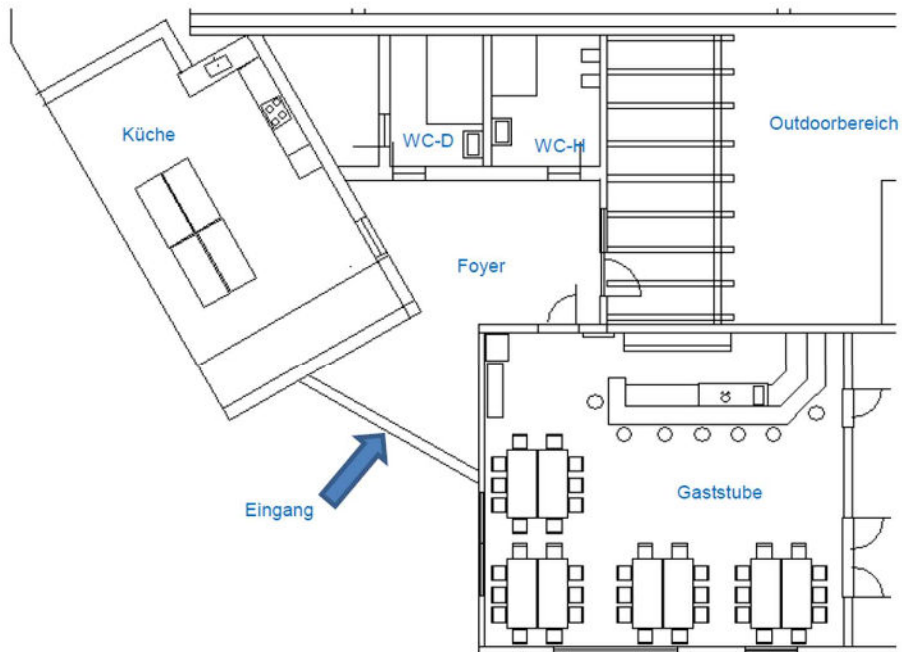 Küche
WC-D
WC-H
Outdoorbereich
Foyer
Eingang
Gaststube